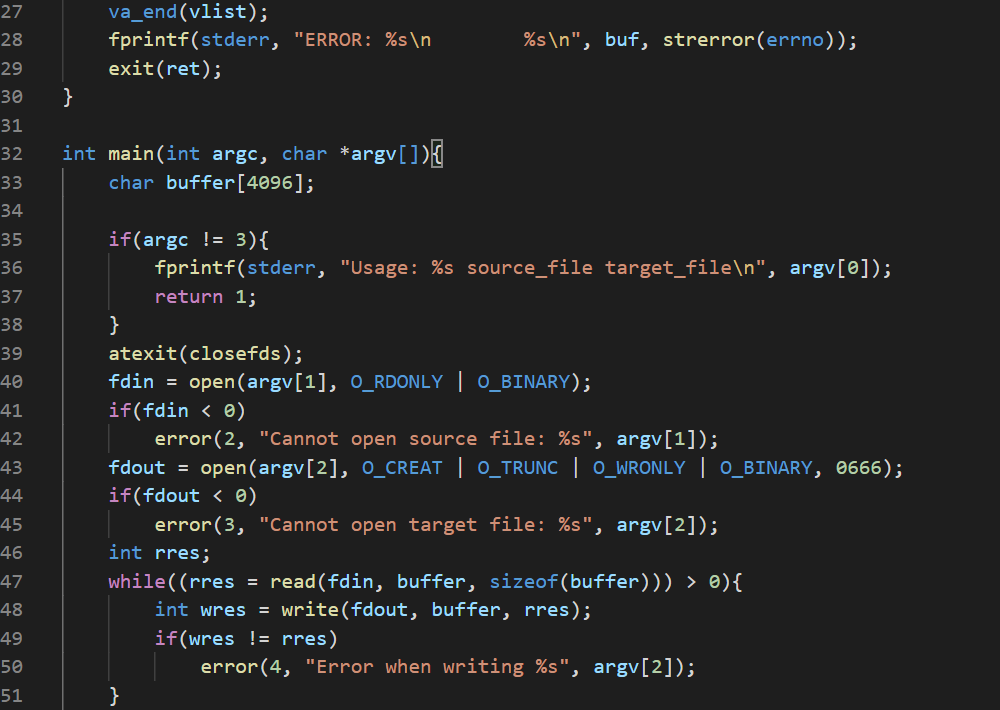 27 va_end(vlist);
28 fprintf(stderr, "ERROR: %s\n        %s\n", buf, strerror(errno));
29 exit(ret);
30 }
31
32 int main(int argc, char *argv[]){
33 char buffer[4096];
34
35 if(argc != 3){
36 fprintf(stderr, "Usage: %s source_file target_file\n", argv[0]);
37 return 1;
38 }
39 atexit(closefds);
40 fdin = open(argv[1], O_RDONLY | O_BINARY);
41 if(fdin < 0)
42 error(2, "Cannot open source file: %s", argv[1]);
43 fdout = open(argv[2], O_CREAT | O_TRUNC | O_WRONLY | O_BINARY, 0666);
44 if(fdout < 0)
45 error(3, "Cannot open target file: %s", argv[2]);
46 int rres;
47 while((rres = read(fdin, buffer, sizeof(buffer))) > 0){
48 int wres = write(fdout, buffer, rres);
49 if(wres != rres)
50 error(4, "Error when writing %s", argv[2]);
51 }